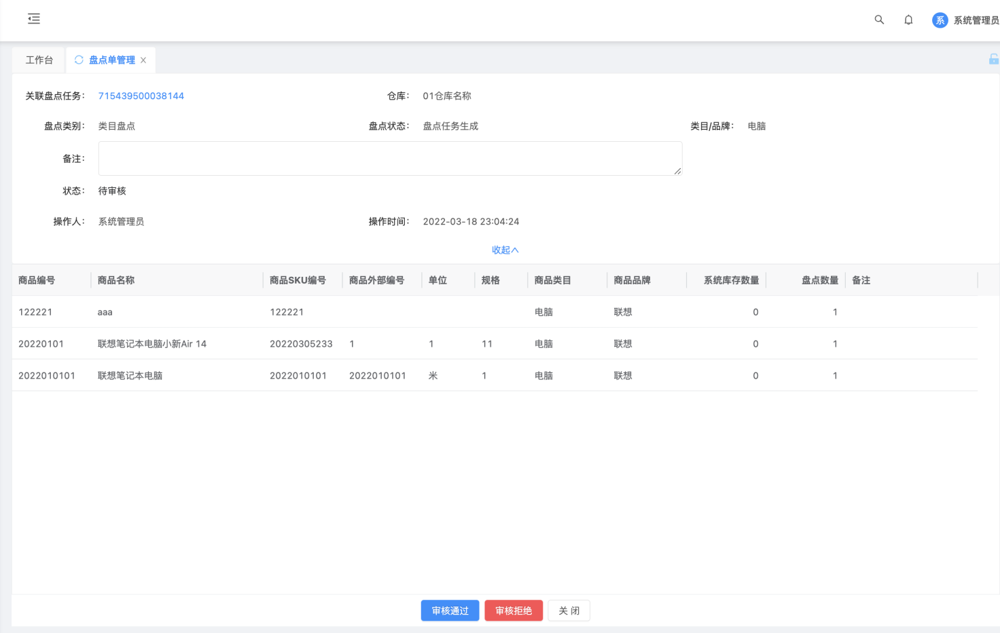 系 系统管理员
工作台 盘点单管理
关联盘点任务： 715439500038144 仓库： 01仓库名称
盘点类别： 类目盘点 盘点状态： 盘点任务生成 类目/品牌： 电脑
备注：
状态： 待审核
操作人： 系统管理员 操作时间： 2022-03-18 23:04:24
收起
商品编号 商品名称 商品SKU编号 商品外部编号 单位 规格 商品类目 商品品牌 系统库存数量 盘点数量 备注
122221 aaa 122221 电脑 联想 0 1
20220101 联想笔记本电脑小新Air 14 20220305233 1 1 11 电脑 联想 0 1
2022010101 联想笔记本电脑 2022010101 2022010101 米 1 电脑 联想 0 1
审核通过 审核拒绝 关 闭